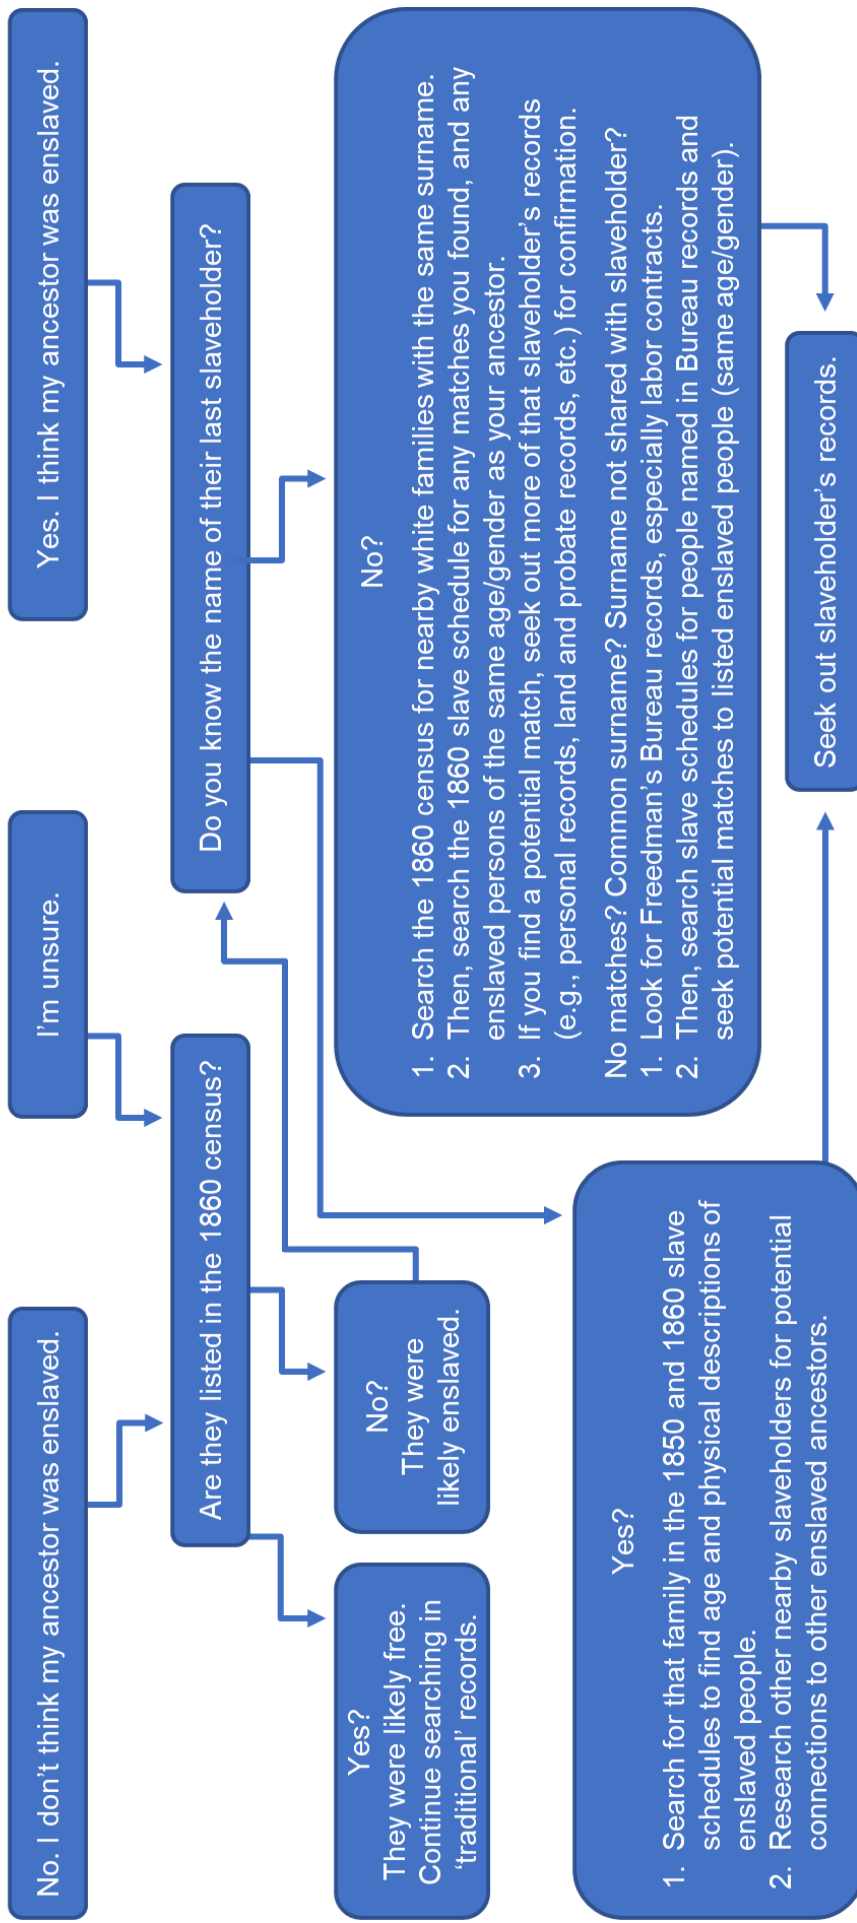 No. I don't think my ancestor was enslaved.
I'm unsure.
Yes. I think my ancestor was enslaved.
Are they listed in the 1860 census?
Do you know the name of their last slaveholder?
Yes?
They were likely free.
Continue searching in
'traditional' records.
No?
They were
likely enslaved.
No?
1. Search the 1860 census for nearby white families with the same surname.
2. Then, search the 1860 slave schedule for any matches you found, and any
enslaved persons of the same age/gender as your ancestor.
3. If you find a potential match, seek out more of that slaveholder's records
(e.g., personal records, land and probate records, etc.) for confirmation.
No matches? Common surname? Surname not shared with slaveholder?
1. Look for Freedman's Bureau records, especially labor contracts.
2. Then, search slave schedules for people named in Bureau records and
seek potential matches to listed enslaved people (same age/gender).
Yes?
1. Search for that family in the 1850 and 1860 slave
schedules to find age and physical descriptions of
enslaved people.
2. Research other nearby slaveholders for potential
connections to other enslaved ancestors.
Seek out slaveholder's records.